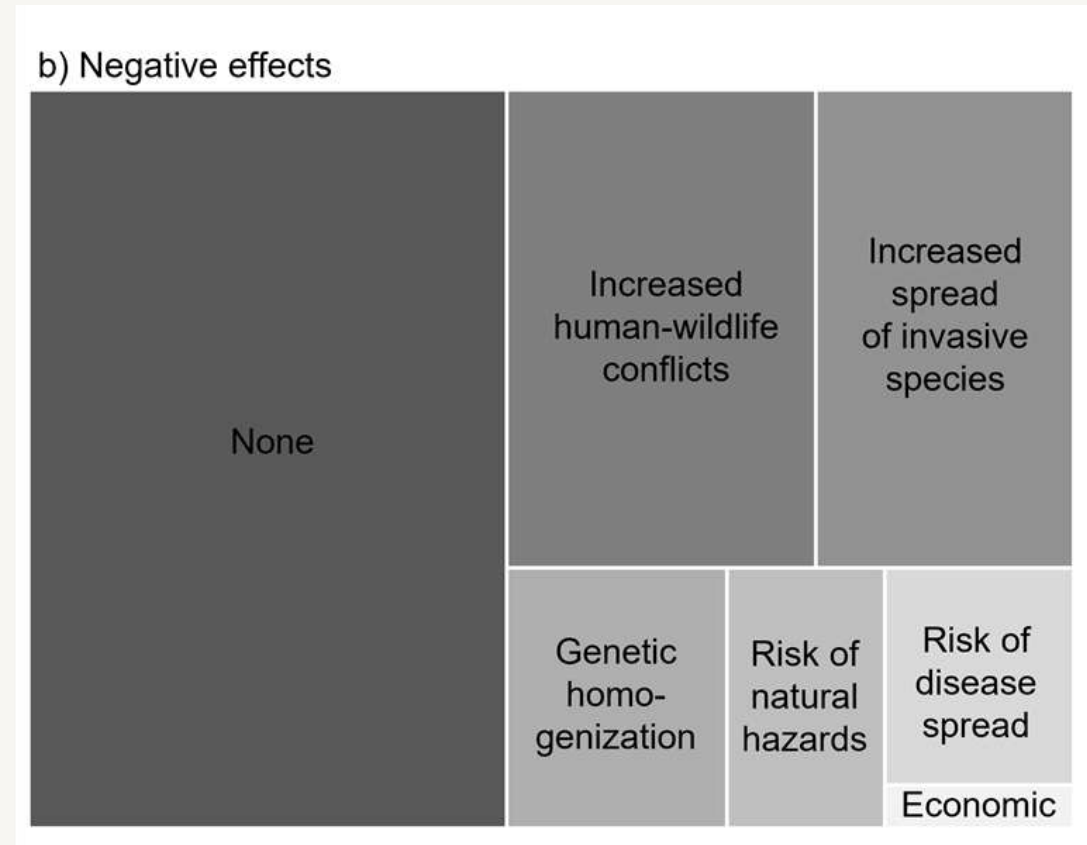 b) Negative effects
None
Increased
human-wildlife
conflicts
Increased
spread
of invasive
species
Genetic
homo-
genization
Risk of
natural
hazards
Risk of
disease
spread
Economic